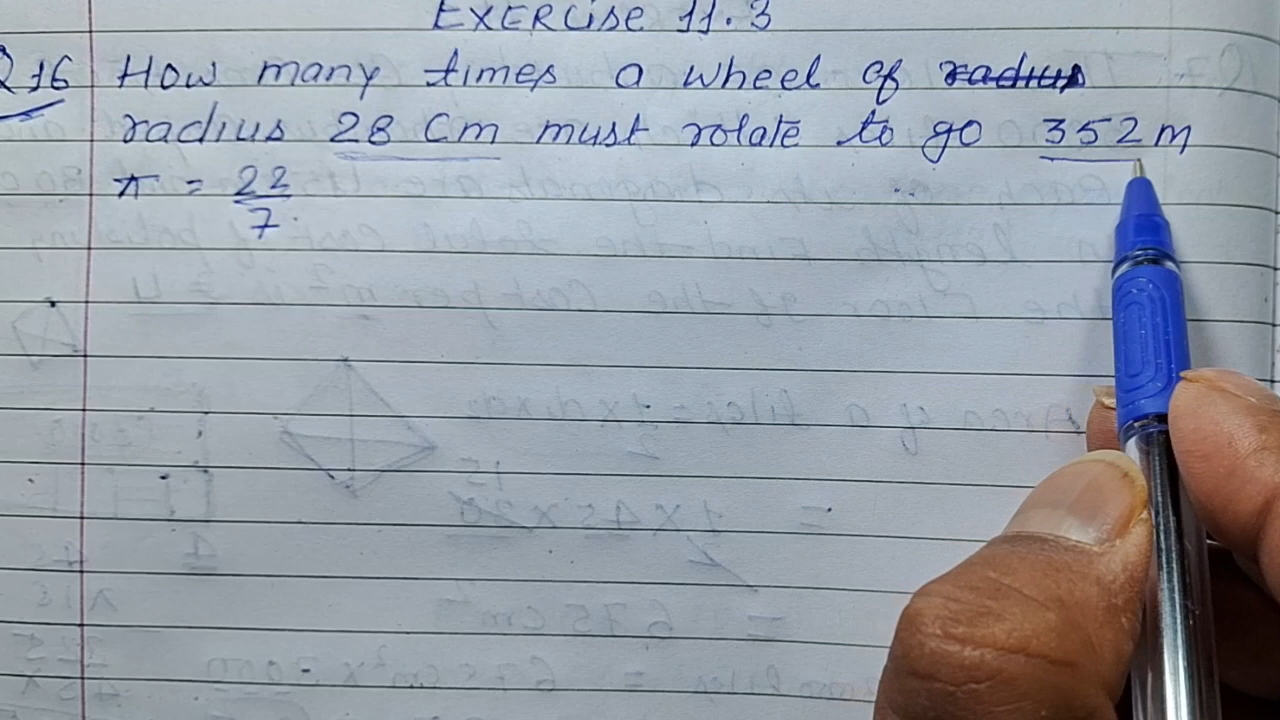 EXERCISE 11.3
Q16 How many times a wheel of radius
radius 28 Cm must rotate to go 352m
π = 22/7